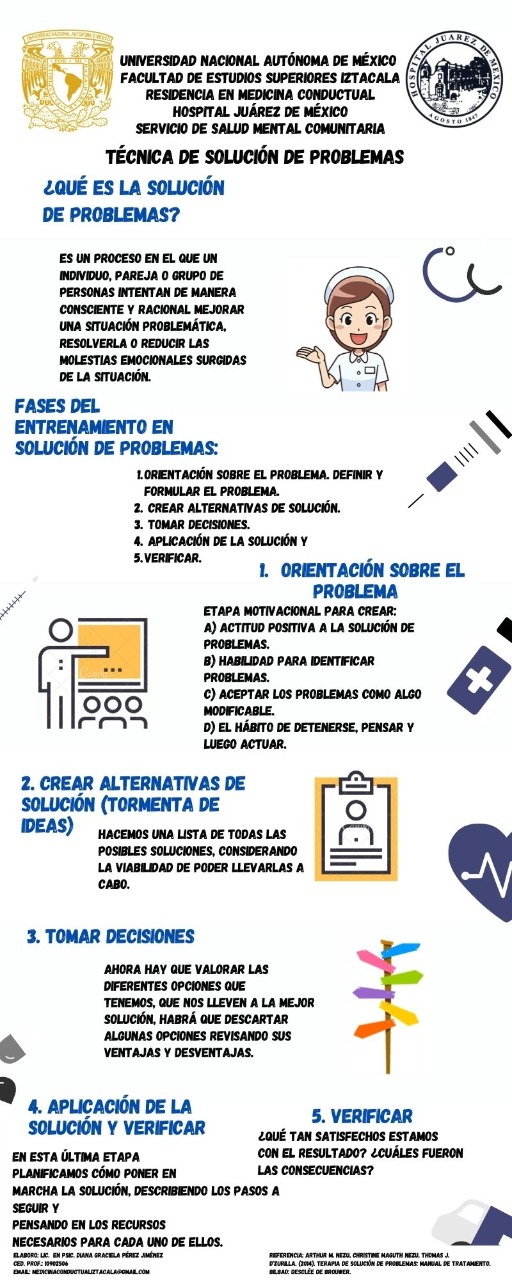 UNIVERSIDAD NACIONAL AUTÓNOMA DE MÉXICO
FACULTAD DE ESTUDIOS SUPERIORES IZTACALA
RESIDENCIA EN MEDICINA CONDUCTUAL
HOSPITAL JUÁREZ DE MÉXICO
SERVICIO DE SALUD MENTAL COMUNITARIA
HOSPITAL JUAREZ DE MEXICO
AGOSTO 1847
TÉCNICA DE SOLUCIÓN DE PROBLEMAS
¿QUÉ ES LA SOLUCIÓN
DE PROBLEMAS?
ES UN PROCESO EN EL QUE UN
INDIVIDUO, PAREJA O GRUPO DE
PERSONAS INTENTAN DE MANERA
CONSCIENTE Y RACIONAL MEJORAR
UNA SITUACIÓN PROBLEMÁTICA,
RESOLVERLA O REDUCIR LAS
MOLESTIAS EMOCIONALES SURGIDAS
DE LA SITUACIÓN.
FASES DEL
ENTRENAMIENTO EN
SOLUCIÓN DE PROBLEMAS:
1.ORIENTACIÓN SOBRE EL PROBLEMA. DEFINIR Y
FORMULAR EL PROBLEMA.
2. CREAR ALTERNATIVAS DE SOLUCIÓN.
3. TOMAR DECISIONES.
4. APLICACIÓN DE LA SOLUCIÓN Y
5.VERIFICAR.
1. ORIENTACIÓN SOBRE EL
PROBLEMA
ETAPA MOTIVACIONAL PARA CREAR:
A) ACTITUD POSITIVA A LA SOLUCIÓN DE
PROBLEMAS.
B) HABILIDAD PARA IDENTIFICAR
PROBLEMAS.
C) ACEPTAR LOS PROBLEMAS COMO ALGO
MODIFICABLE.
D) EL HÁBITO DE DETENERSE, PENSAR Y
LUEGO ACTUAR.
2. CREAR ALTERNATIVAS DE
SOLUCIÓN (TORMENTA DE
IDEAS)
HACEMOS UNA LISTA DE TODAS LAS
POSIBLES SOLUCIONES, CONSIDERANDO
LA VIABILIDAD DE PODER LLEVARLAS A
CABO.
3. TOMAR DECISIONES
AHORA HAY QUE VALORAR LAS
DIFERENTES OPCIONES QUE
TENEMOS, QUE NOS LLEVEN A LA MEJOR
SOLUCIÓN, HABRÁ QUE DESCARTAR
ALGUNAS OPCIONES REVISANDO SUS
VENTAJAS Y DESVENTAJAS.
4. APLICACIÓN DE LA
SOLUCIÓN Y VERIFICAR
EN ESTA ÚLTIMA ETAPA
PLANIFICAMOS CÓMO PONER EN
MARCHA LA SOLUCIÓN, DESCRIBIENDO LOS PASOS A
SEGUIR Y
PENSANDO EN LOS RECURSOS
NECESARIOS PARA CADA UNO DE ELLOS.
5. VERIFICAR
¿QUÉ TAN SATISFECHOS ESTAMOS
CON EL RESULTADO? ¿CUÁLES FUERON
LAS CONSECUENCIAS?
ELABORO: LIC. EN PSIC. DIANA GRACIELA PÉREZ JIMÉNEZ
CED. PROF.: 10902506
EMAIL: MEDICINACONDUCTUALIZTACALA@GMAIL.COM
REFERENCIA: ARTHUR M. NEZU, CHRISTINE MAGUTH NEZU, THOMAS J.
D'ZURILLA. (2014). TERAPIA DE SOLUCIÓN DE PROBLEMAS: MANUAL DE TRATAMIENTO.
BILBAO: DESCLÉE DE BROUWER.